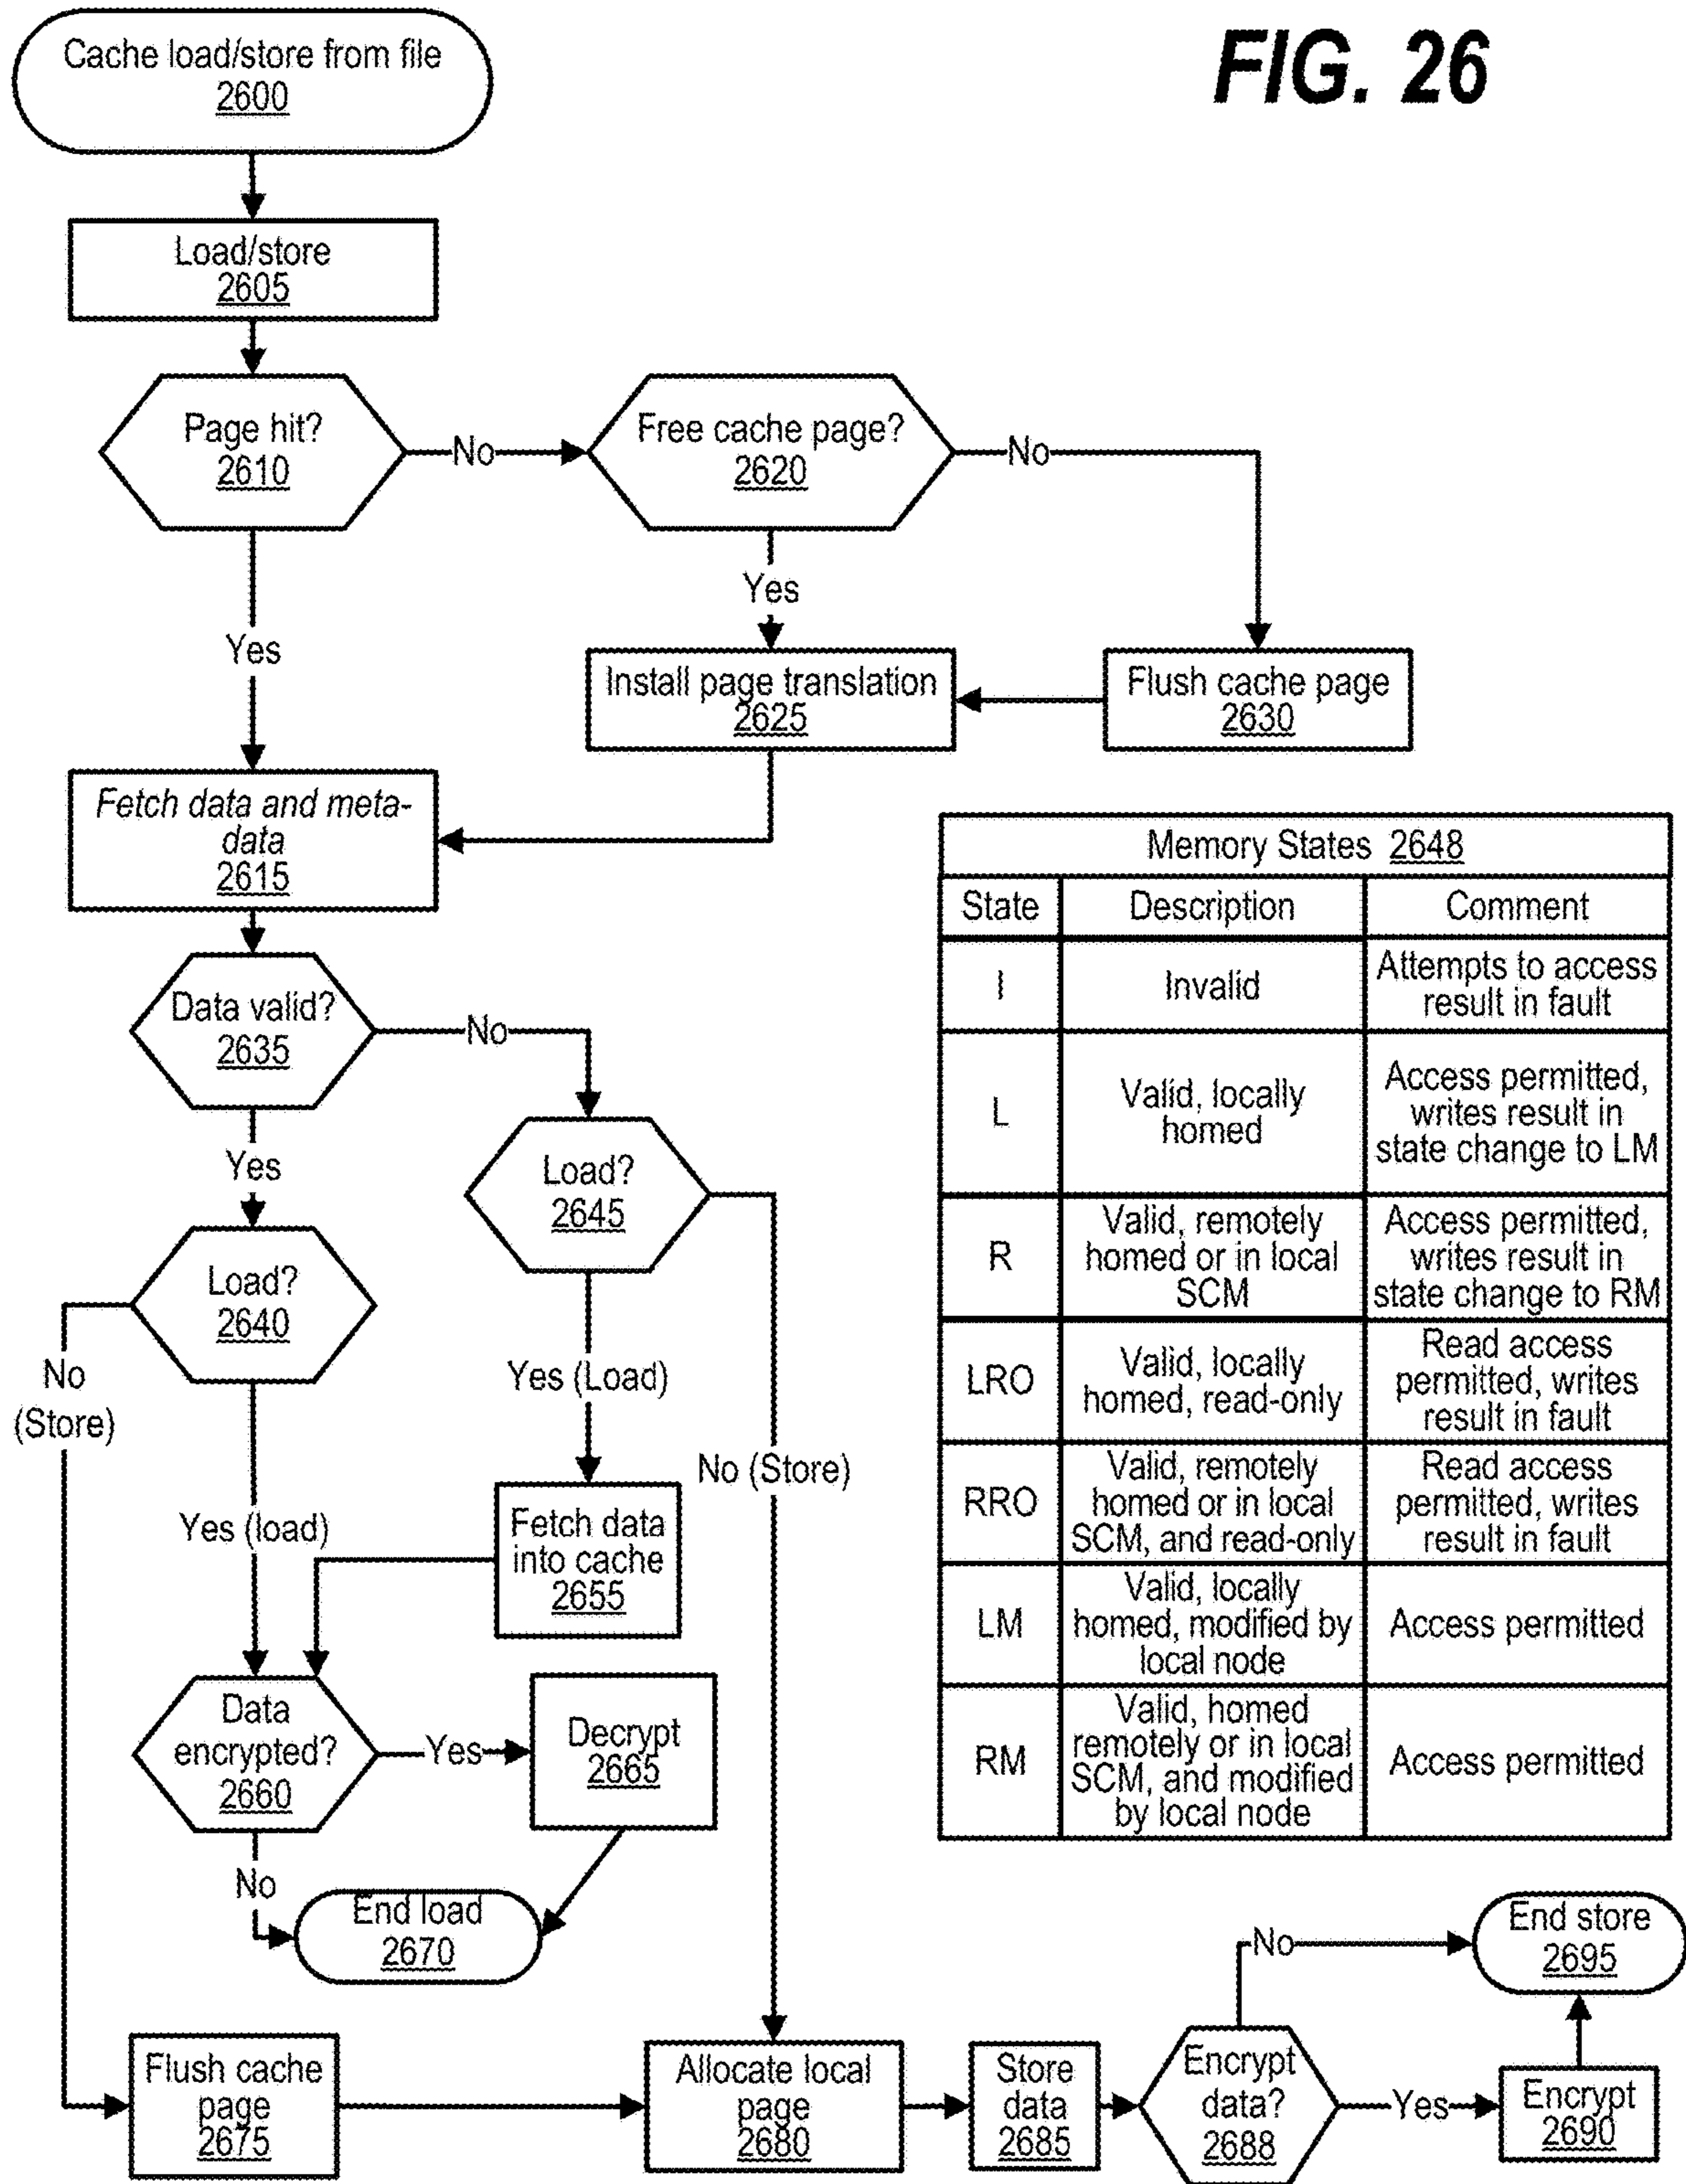 FIG. 26
Cache load/store from file
2600
Load/store
2605
Page hit?
2610
No
Free cache page?
2620
No
Yes
Yes
Install page translation
2625
Flush cache page
2630
Fetch data and meta-
data
2615
Data valid?
2635
No
Yes
Load?
2645
Load?
2640
No
(Store)
Yes (Load)
No (Store)
Yes (load)
Fetch data
into cache
2655
Data
encrypted?
2660
Yes
Decrypt
2665
No
End load
2670
Memory States 2648
State Description Comment
I Invalid Attempts to access
result in fault
L Valid, locally
homed Access permitted,
writes result in
state change to LM
R Valid, remotely
homed or in local
SCM Access permitted,
writes result in
state change to RM
LRO Valid, locally
homed, read-only Read access
permitted, writes
result in fault
RRO Valid, remotely
homed or in local
SCM, and read-only Read access
permitted, writes
result in fault
LM Valid, locally
homed, modified by
local node Access permitted
RM Valid, homed
remotely or in local
SCM, and modified
by local node Access permitted
Flush cache
page
2675
Allocate local
page
2680
Store
data
2685
Encrypt
data?
2688
No
Yes
Encrypt
2690
End store
2695